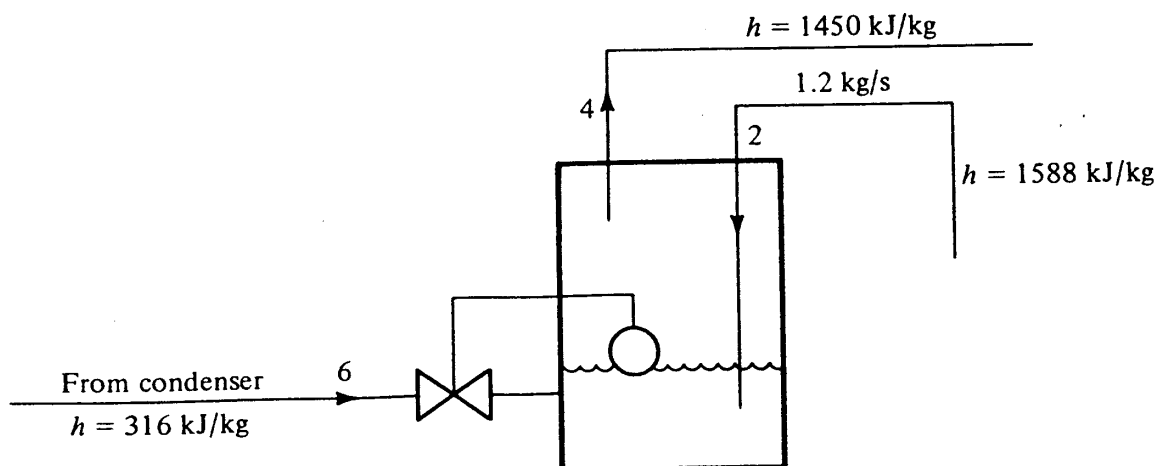 h = 1450 kJ/kg
1.2 kg/s
4
2
h = 1588 kJ/kg
From condenser
6
h = 316 kJ/kg